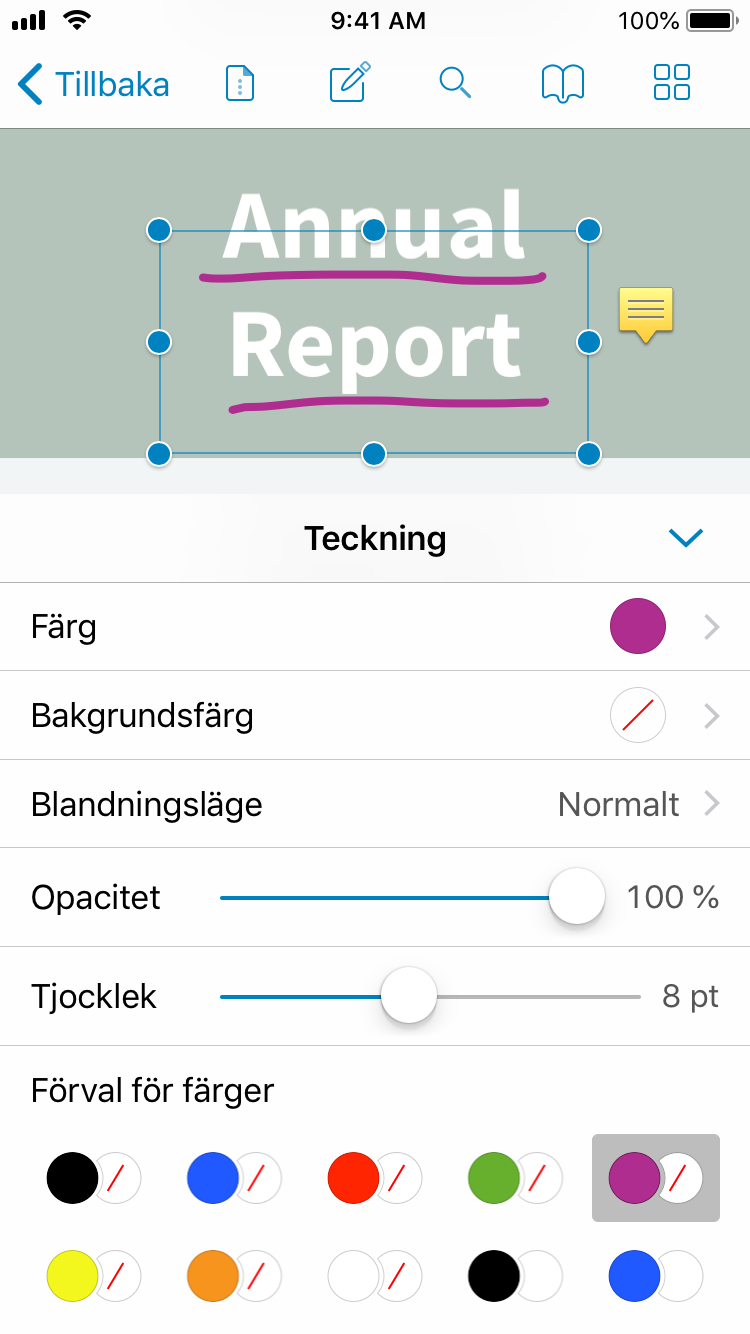 9:41 AM
100%
Tillbaka
Annual
Report
Teckning
Färg
Bakgrundsfärg
Blandningsläge Normalt
Opacitet 100 %
Tjocklek 8 pt
Förval för färger